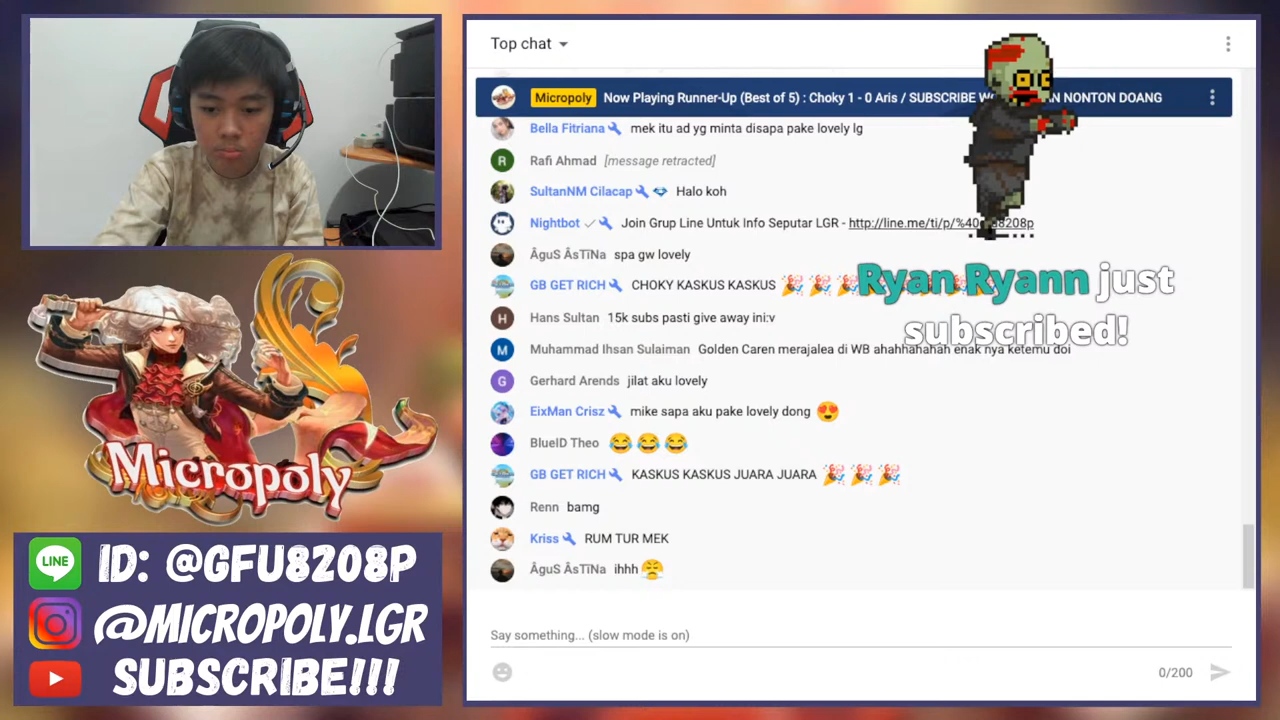 Top chat
Micropoly Now Playing Runner-Up (Best of 5) : Choky 1 - 0 Aris / SUBSCRIBE NONTON DOANG
Bella Fitriana mek itu ad yg minta disapa pake lovely lg
R Rafi Ahmad [message retracted]
SultanNM Cilacap Halo koh
Nightbot Join Grup Line Untuk Info Seputar LGR - http://line.me/ti/p/%40
ÂguS ÂsTïNa spa gw lovely
GB GET RICH CHOKY KASKUS KASKUS 🎉 🎉 🎉
Ryan Ryann just
subscribed!
H Hans Sultan 15k subs pasti give away ini:v
M Muhammad Ihsan Sulaiman Golden Caren merajalea di WB ahahhahahah enak nya ketemu doi
G Gerhard Arends jilat aku lovely
EixMan Crisz mike sapa aku pake lovely dong 😍
BlueID Theo 😂 😂 😂
GB GET RICH KASKUS KASKUS JUARA JUARA 🎉 🎉 🎉
Renn bamg
Kriss RUM TUR MEK
ÂguS ÂsTïNa ihhh 😤
Say something... (slow mode is on)
0/200
Micropoly
LINE ID: @GFU8208P
@MICROPOLY.LGR
SUBSCRIBE!!!